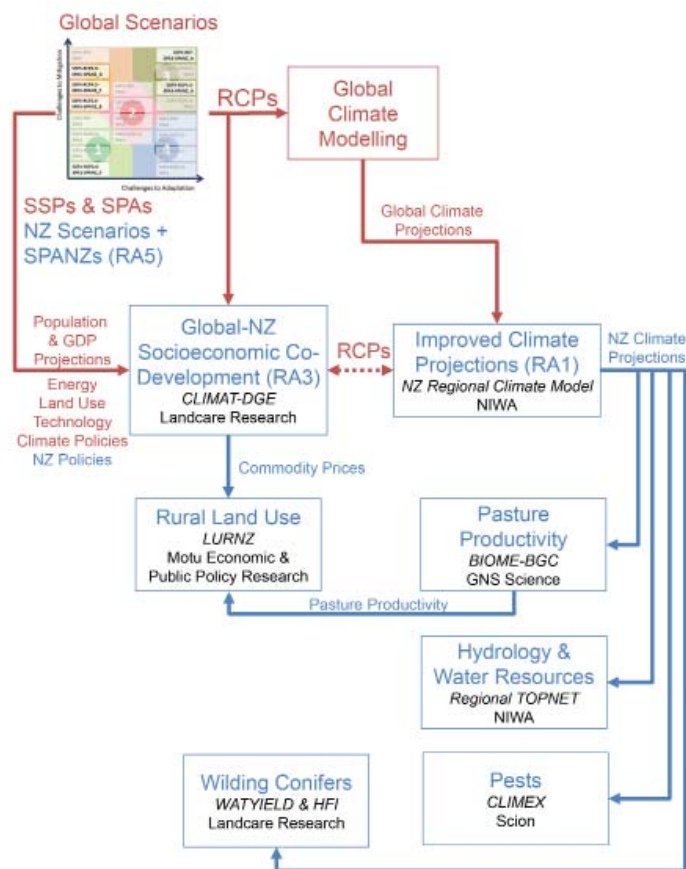 Global Scenarios
Challenges to Mitigation
Challenges to Adaptation
RCPs
Global
Climate
Modelling
SSPs & SPAs
NZ Scenarios +
SPANZs (RA5)
Global Climate
Projections
Population
& GDP
Projections
Energy
Land Use
Technology
Climate Policies
NZ Policies
Global-NZ
Socioeconomic Co-
Development (RA3)
CLIMAT-DGE
Landcare Research
RCPs
Improved Climate
Projections (RA1)
NZ Regional Climate Model
NIWA
NZ Climate
Projections
Commodity Prices
Rural Land Use
LURNZ
Motu Economic &
Public Policy Research
Pasture
Productivity
BIOME-BGC
GNS Science
Pasture Productivity
Hydrology &
Water Resources
Regional TOPNET
NIWA
Wilding Conifers
WATYIELD & HFI
Landcare Research
Pests
CLIMEX
Scion